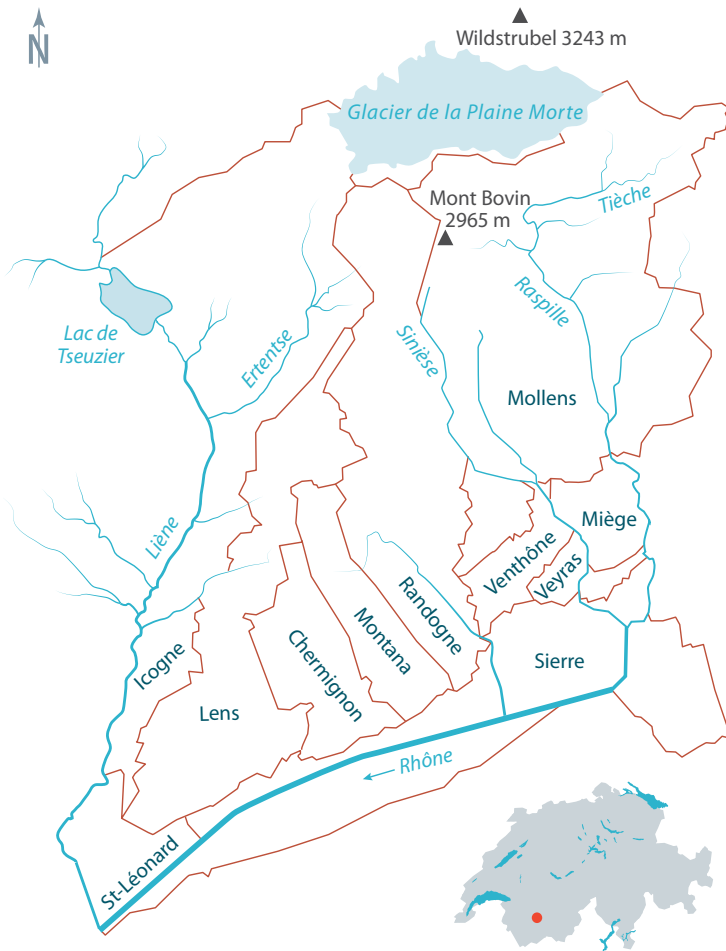 N
Wildstrubel 3243 m
Glacier de la Plaine Morte
Mont Bovin
2965 m
Tièche
Raspille
Lac de
Tseuzier
Ertentse
Sinièse
Mollens
Liène
Miège
Venthône
Veyras
Randogne
Montana
Chermignon
Icogne
Lens
Sierre
Rhône
St-Léonard